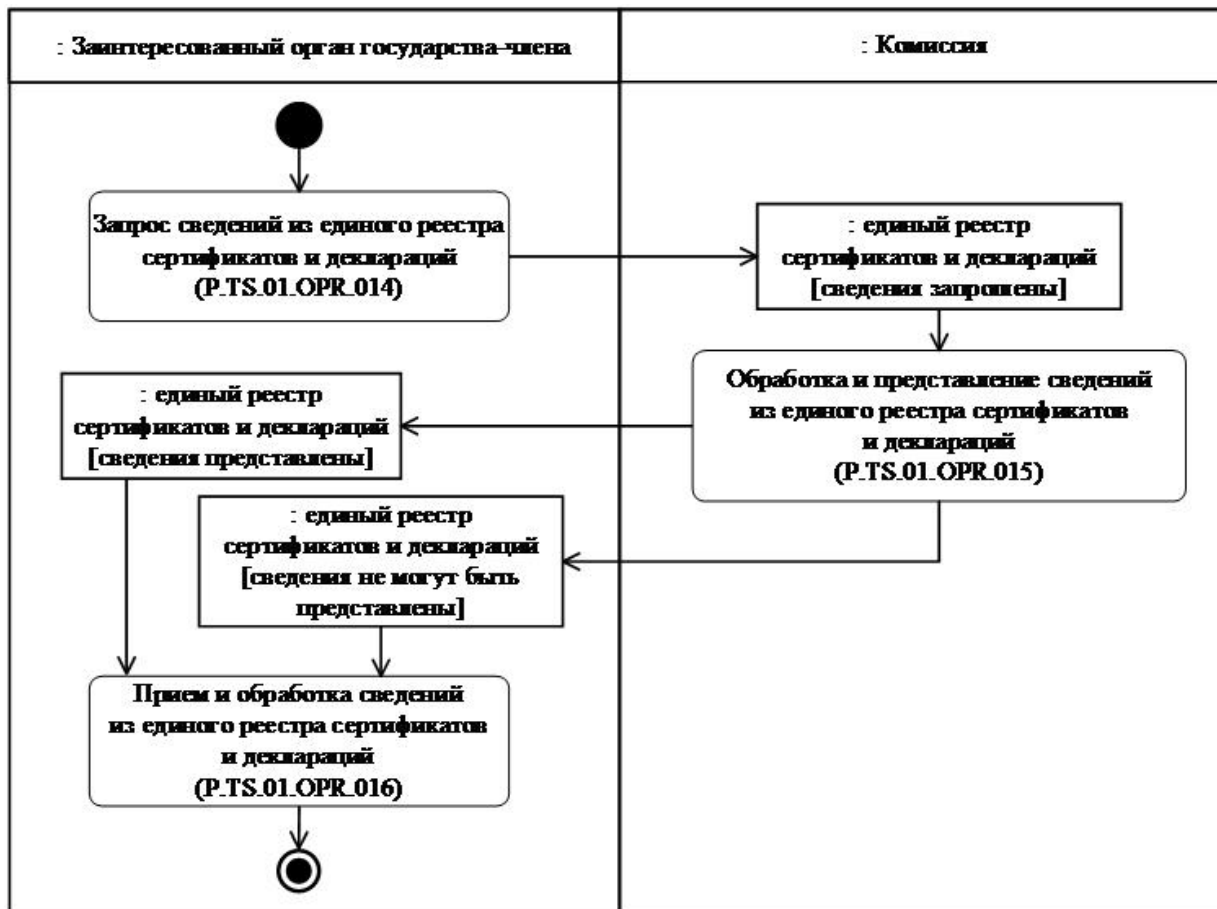 : Заинтересованный орган государства-члена
: Комиссия
Запрос сведений из единого реестра
сертификатов и деклараций
(P.TS.01.OPR.014)
: единый реестр
сертификатов и деклараций
[сведения запрошены]
Обработка и представление сведений
из единого реестра сертификатов
и деклараций
(P.TS.01.OPR.015)
: единый реестр
сертификатов и деклараций
[сведения представлены]
: единый реестр
сертификатов и деклараций
[сведения не могут быть
представлены]
Прием и обработка сведений
из единого реестра сертификатов
и деклараций
(P.TS.01.OPR.016)